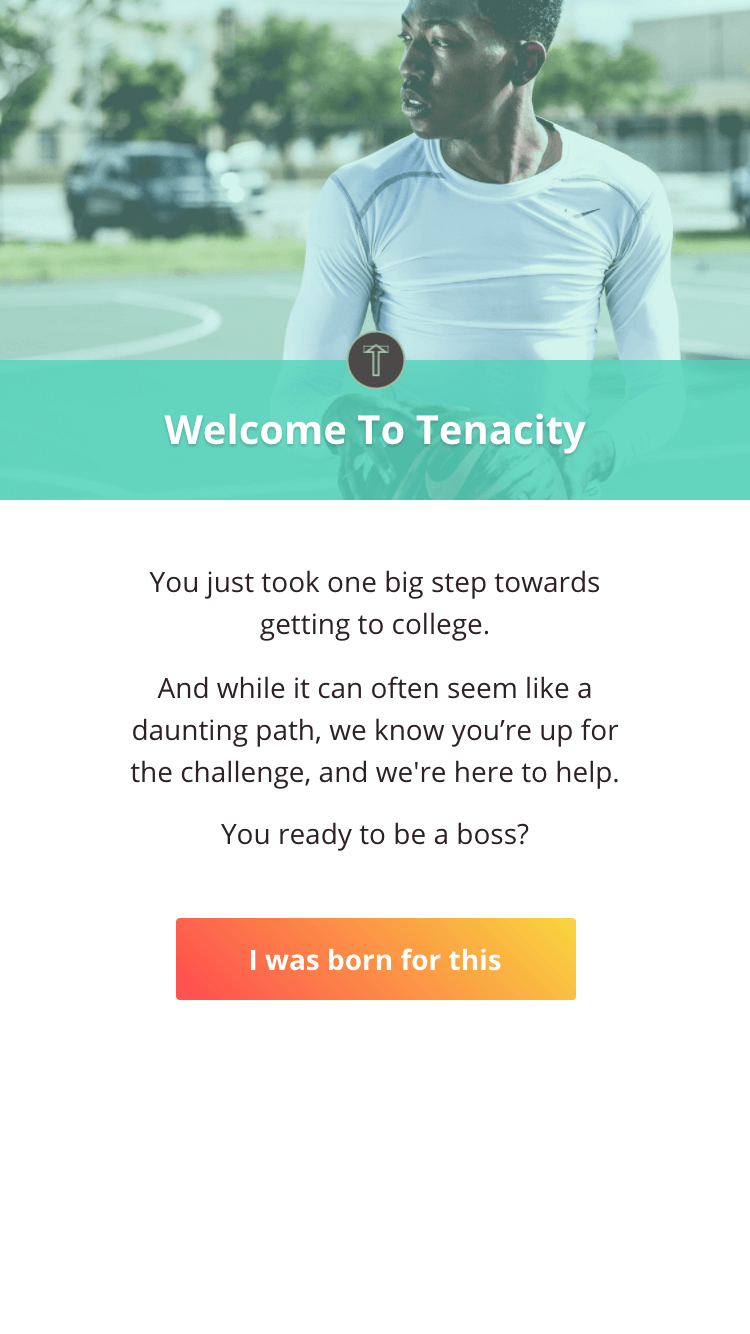 Welcome To Tenacity
You just took one big step towards
getting to college.
And while it can often seem like a
daunting path, we know you’re up for
the challenge, and we're here to help.
You ready to be a boss?
I was born for this